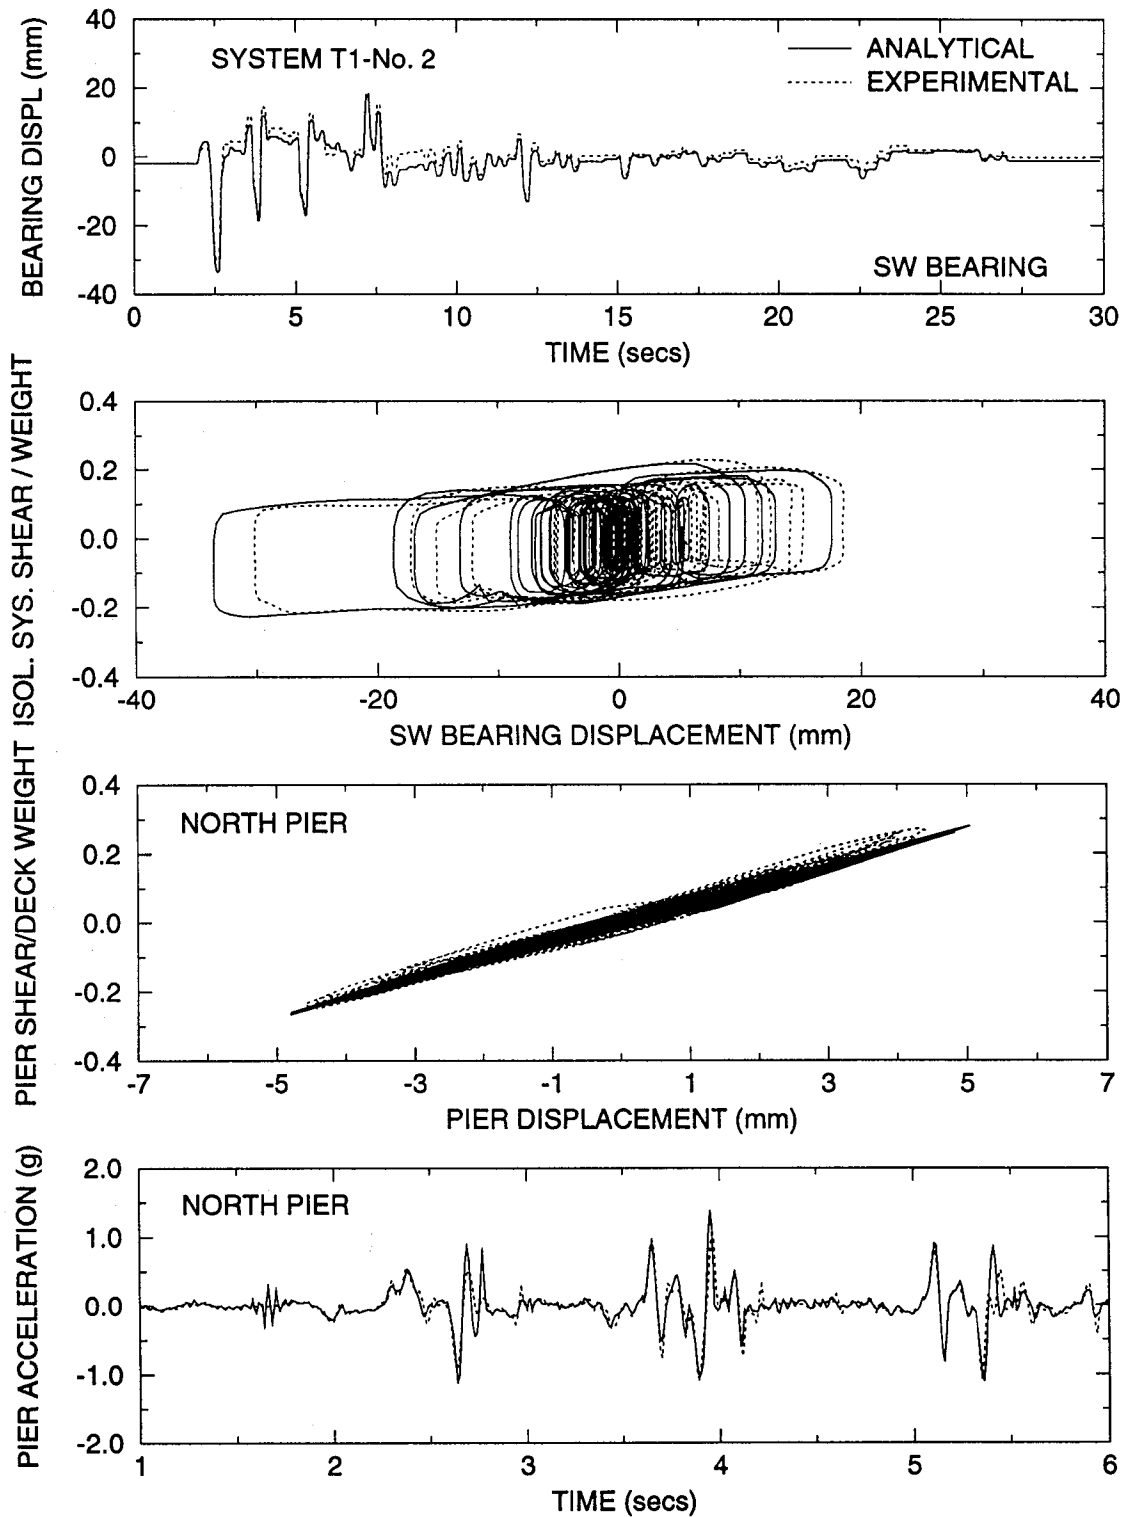 BEARING DISPL (mm)
40
20
0
-20
-40
SYSTEM T1-No. 2
ANALYTICAL
EXPERIMENTAL
SW BEARING
0 5 10 15 20 25 30
TIME (secs)
ISOL. SYS. SHEAR / WEIGHT
0.4
0.2
0.0
-0.2
-0.4
-40 -20 0 20 40
SW BEARING DISPLACEMENT (mm)
PIER SHEAR/DECK WEIGHT
0.4
0.2
0.0
-0.2
-0.4
NORTH PIER
-7 -5 -3 -1 1 3 5 7
PIER DISPLACEMENT (mm)
PIER ACCELERATION (g)
2.0
1.0
0.0
-1.0
-2.0
NORTH PIER
1 2 3 4 5 6
TIME (secs)